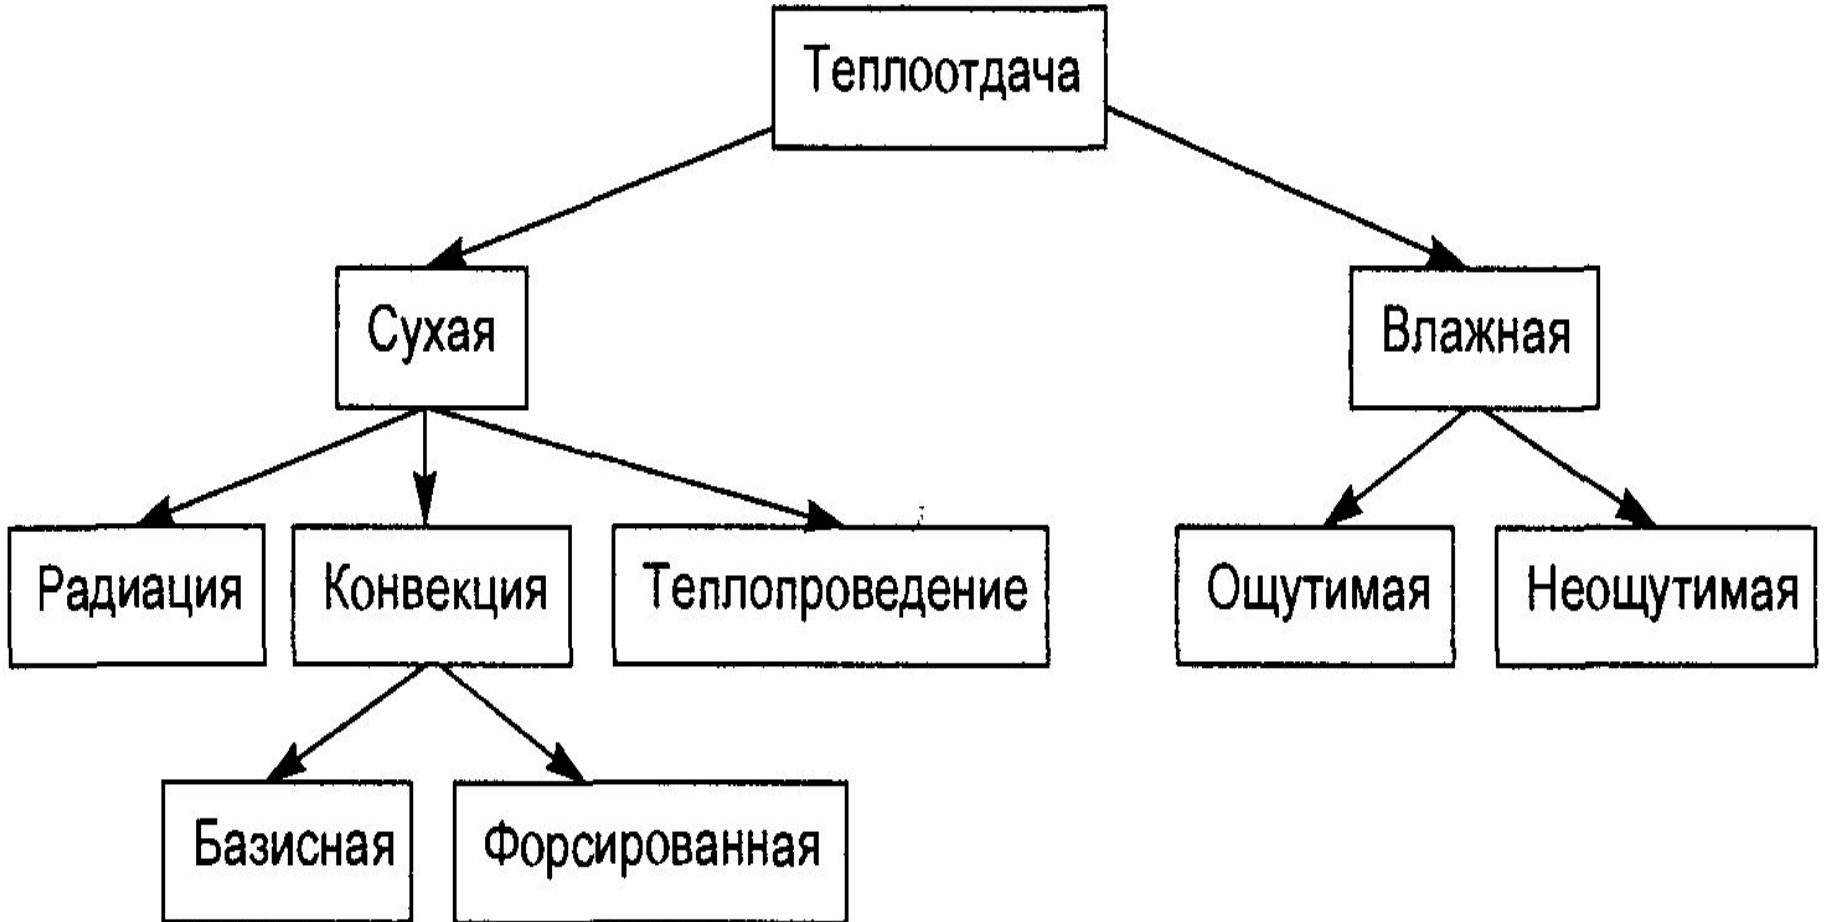 Теплоотдача
Сухая
Влажная
Радиация
Конвекция
Теплопроведение
Ощутимая
Неощутимая
Базисная
Форсированная